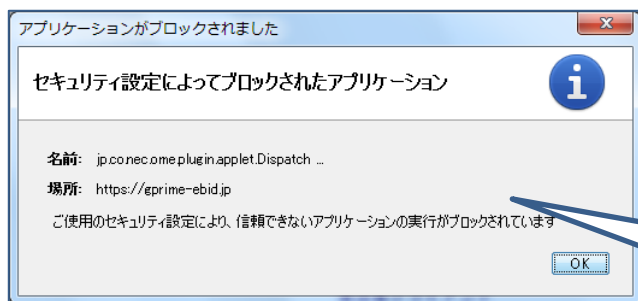 アプリケーションがブロックされました
セキュリティ設定によってブロックされたアプリケーション
名前: jp.co.nec.ome.plugin.applet.Dispatch ...
場所: https://gprime-ebid.jp
ご使用のセキュリティ設定により、信頼できないアプリケーションの実行がブロックされています
OK